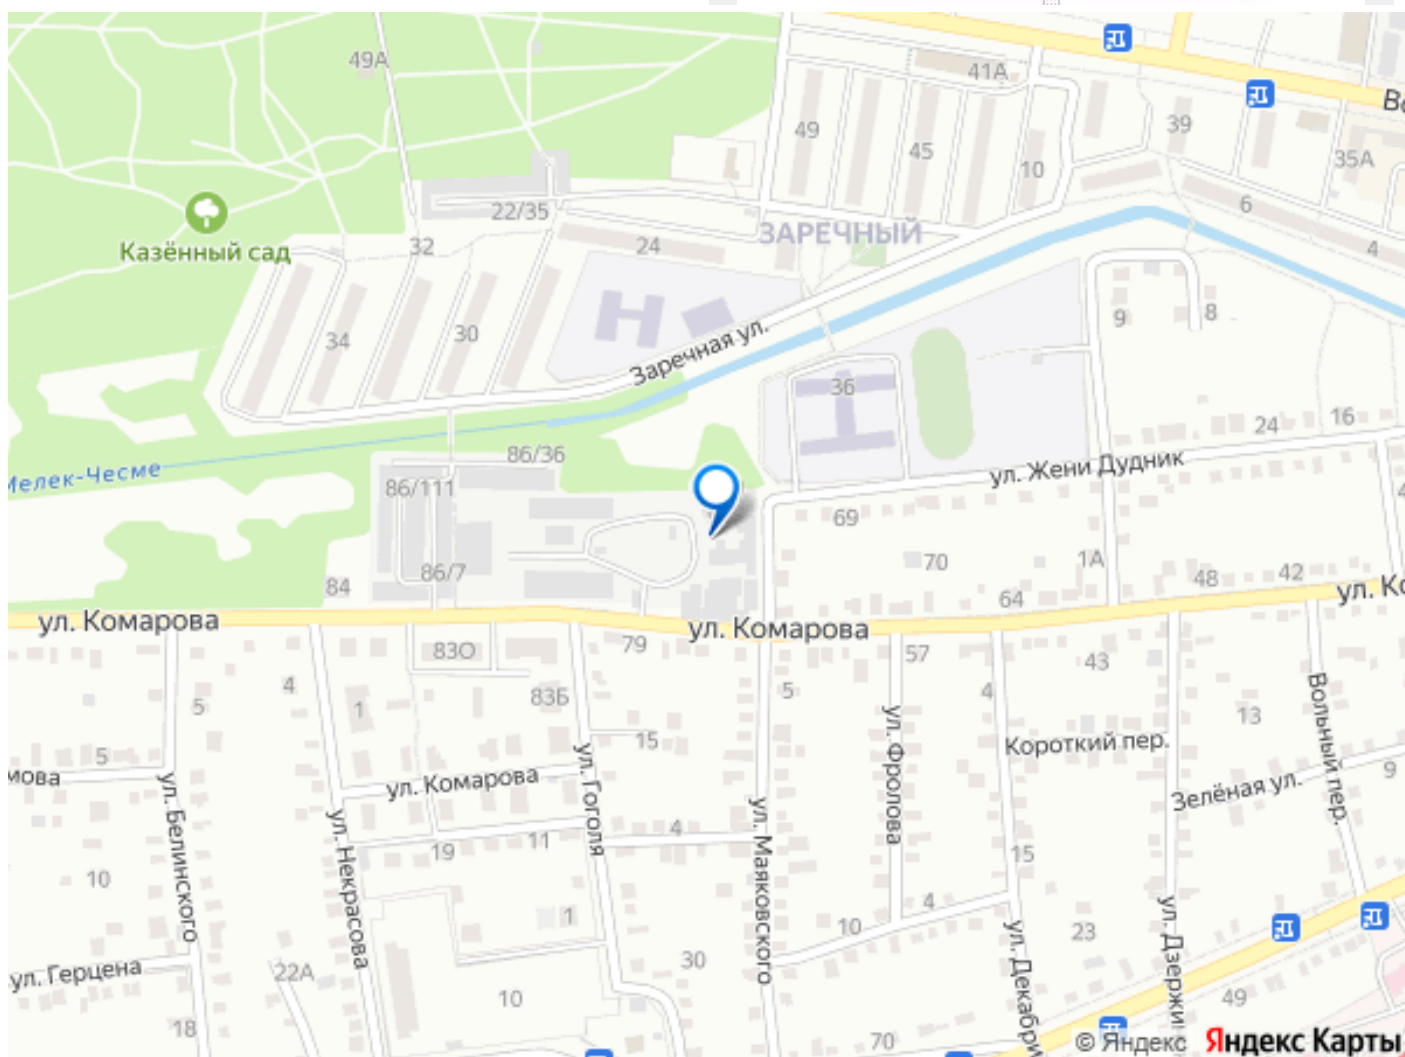 49А
41А
Во
39
49
45
10
35А
22/35
6
ЗАРЕЧНЫЙ
32
24
4
Казённый сад
9
8
34
30
Заречная ул.
36
16
24
86/36
ул. Жени Дудник
Мелек-Чесме
86/111
69
4
70
1А
86/7
84
48
42
64
ул. Ко
ул. Комарова
ул. Комарова
79
83О
57
43
4
5
4
83Б
5
1
13
15
Короткий пер.
5
9
мова
ул. Комарова
Зелёная ул.
Вольный пер.
ул. Белинского
ул. Некрасова
ул. Гоголя
ул. Маяковского
ул. Фролова
4
11
19
15
10
4
1
10
23
ул. Герцена
22А
30
ул. Декабри
ул. Дзержи
10
49
18
70
© Яндекс Яндекс Карты